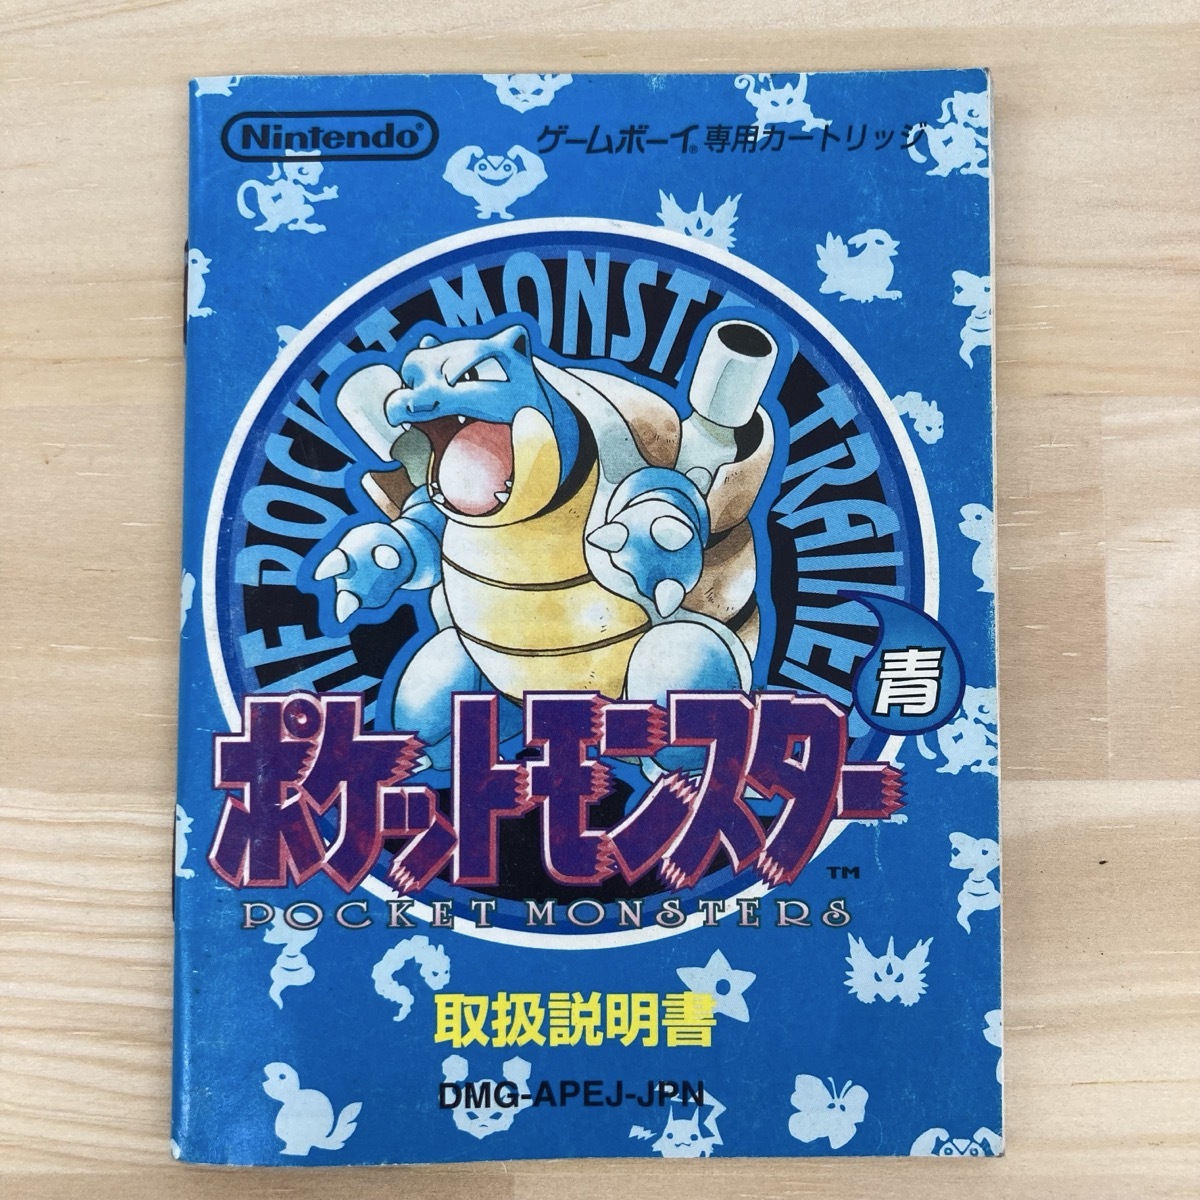 Nintendo®
ゲームボーイ®専用カートリッジ
THE POCKET MONSTER TRAINER
青
ポケットモンスター™
POCKET MONSTERS
取扱説明書
DMG-APEJ-JPN